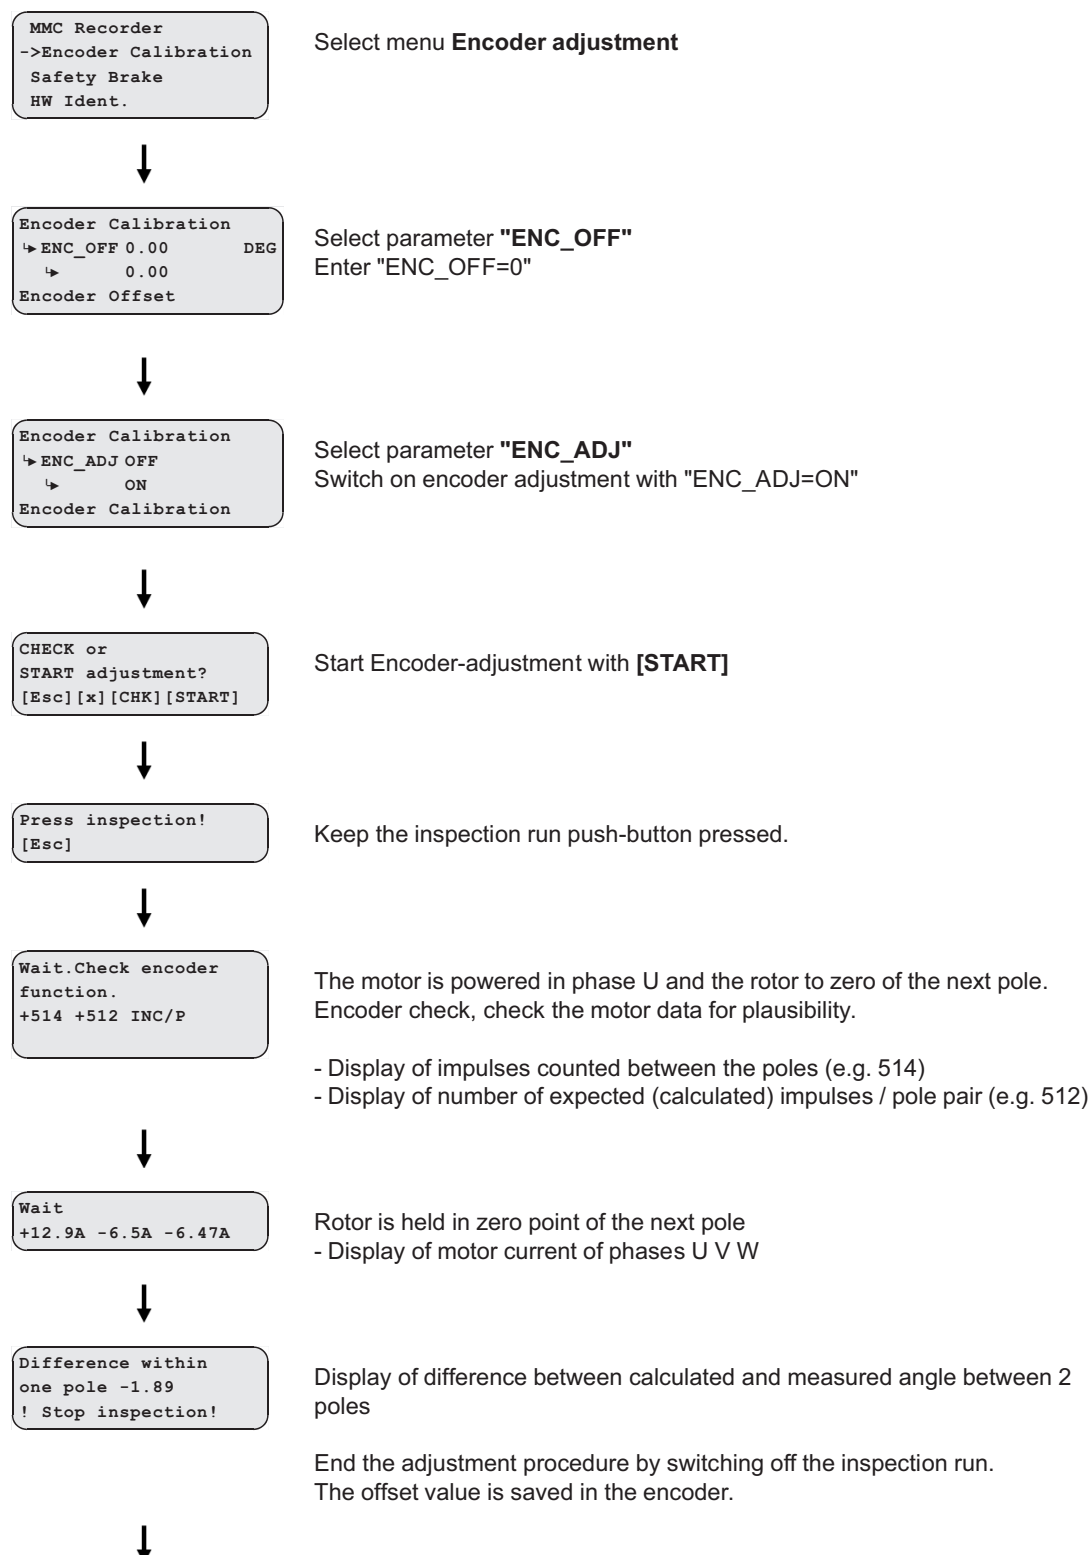 MMC Recorder
->Encoder Calibration
Safety Brake
HW Ident.
Select menu Encoder adjustment
Encoder Calibration
↳ENC_OFF 0.00 DEG
↳ 0.00
Encoder Offset
Select parameter "ENC_OFF"
Enter "ENC_OFF=0"
Encoder Calibration
↳ENC_ADJ OFF
↳ ON
Encoder Calibration
Select parameter "ENC_ADJ"
Switch on encoder adjustment with "ENC_ADJ=ON"
CHECK or
START adjustment?
[Esc][x][CHK][START]
Start Encoder-adjustment with [START]
Press inspection!
[Esc]
Keep the inspection run push-button pressed.
Wait.Check encoder
function.
+514 +512 INC/P
The motor is powered in phase U and the rotor to zero of the next pole.
Encoder check, check the motor data for plausibility.
- Display of impulses counted between the poles (e.g. 514)
- Display of number of expected (calculated) impulses / pole pair (e.g. 512)
Wait
+12.9A -6.5A -6.47A
Rotor is held in zero point of the next pole
- Display of motor current of phases U V W
Difference within
one pole -1.89
! Stop inspection!
Display of difference between calculated and measured angle between 2
poles
End the adjustment procedure by switching off the inspection run.
The offset value is saved in the encoder.